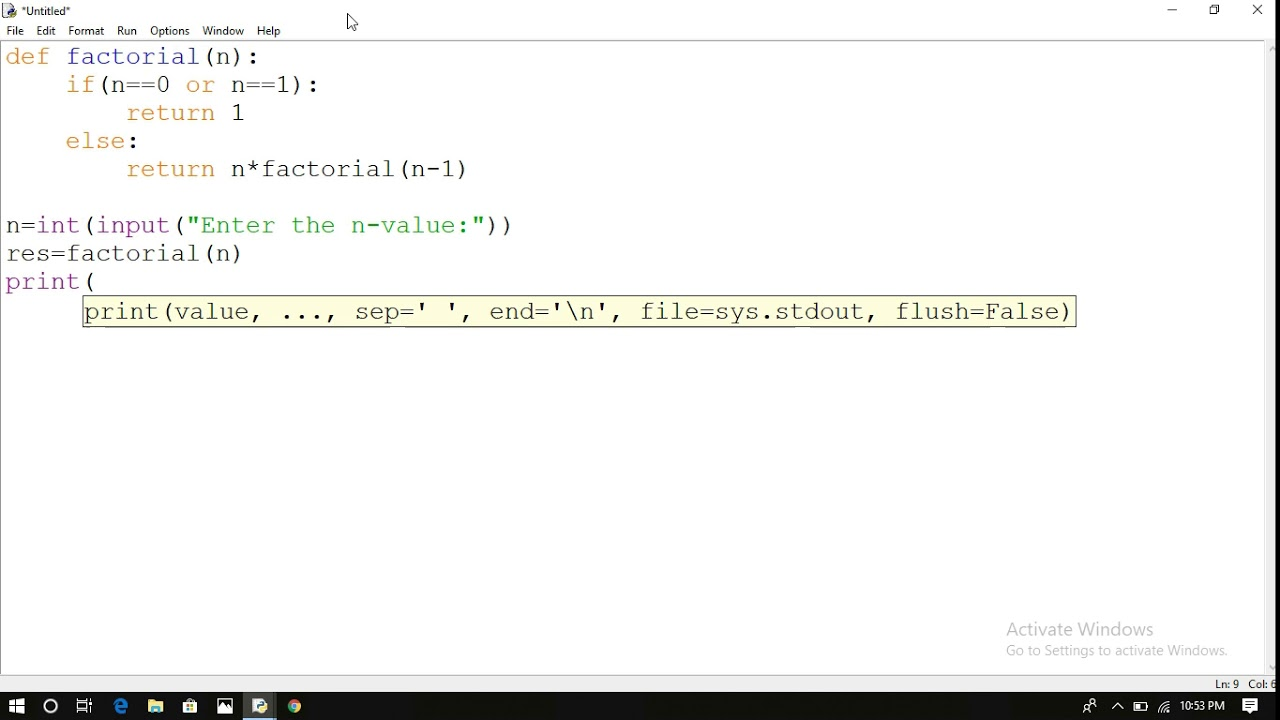 *Untitled*
File Edit Format Run Options Window Help
def factorial(n):
    if(n==0 or n==1):
        return 1
    else:
        return n*factorial(n-1)
n=int(input("Enter the n-value:"))
res=factorial(n)
print(
print(value, ..., sep=' ', end='\n', file=sys.stdout, flush=False)
Activate Windows
Go to Settings to activate Windows.
Ln: 9 Col: 6
10:53 PM